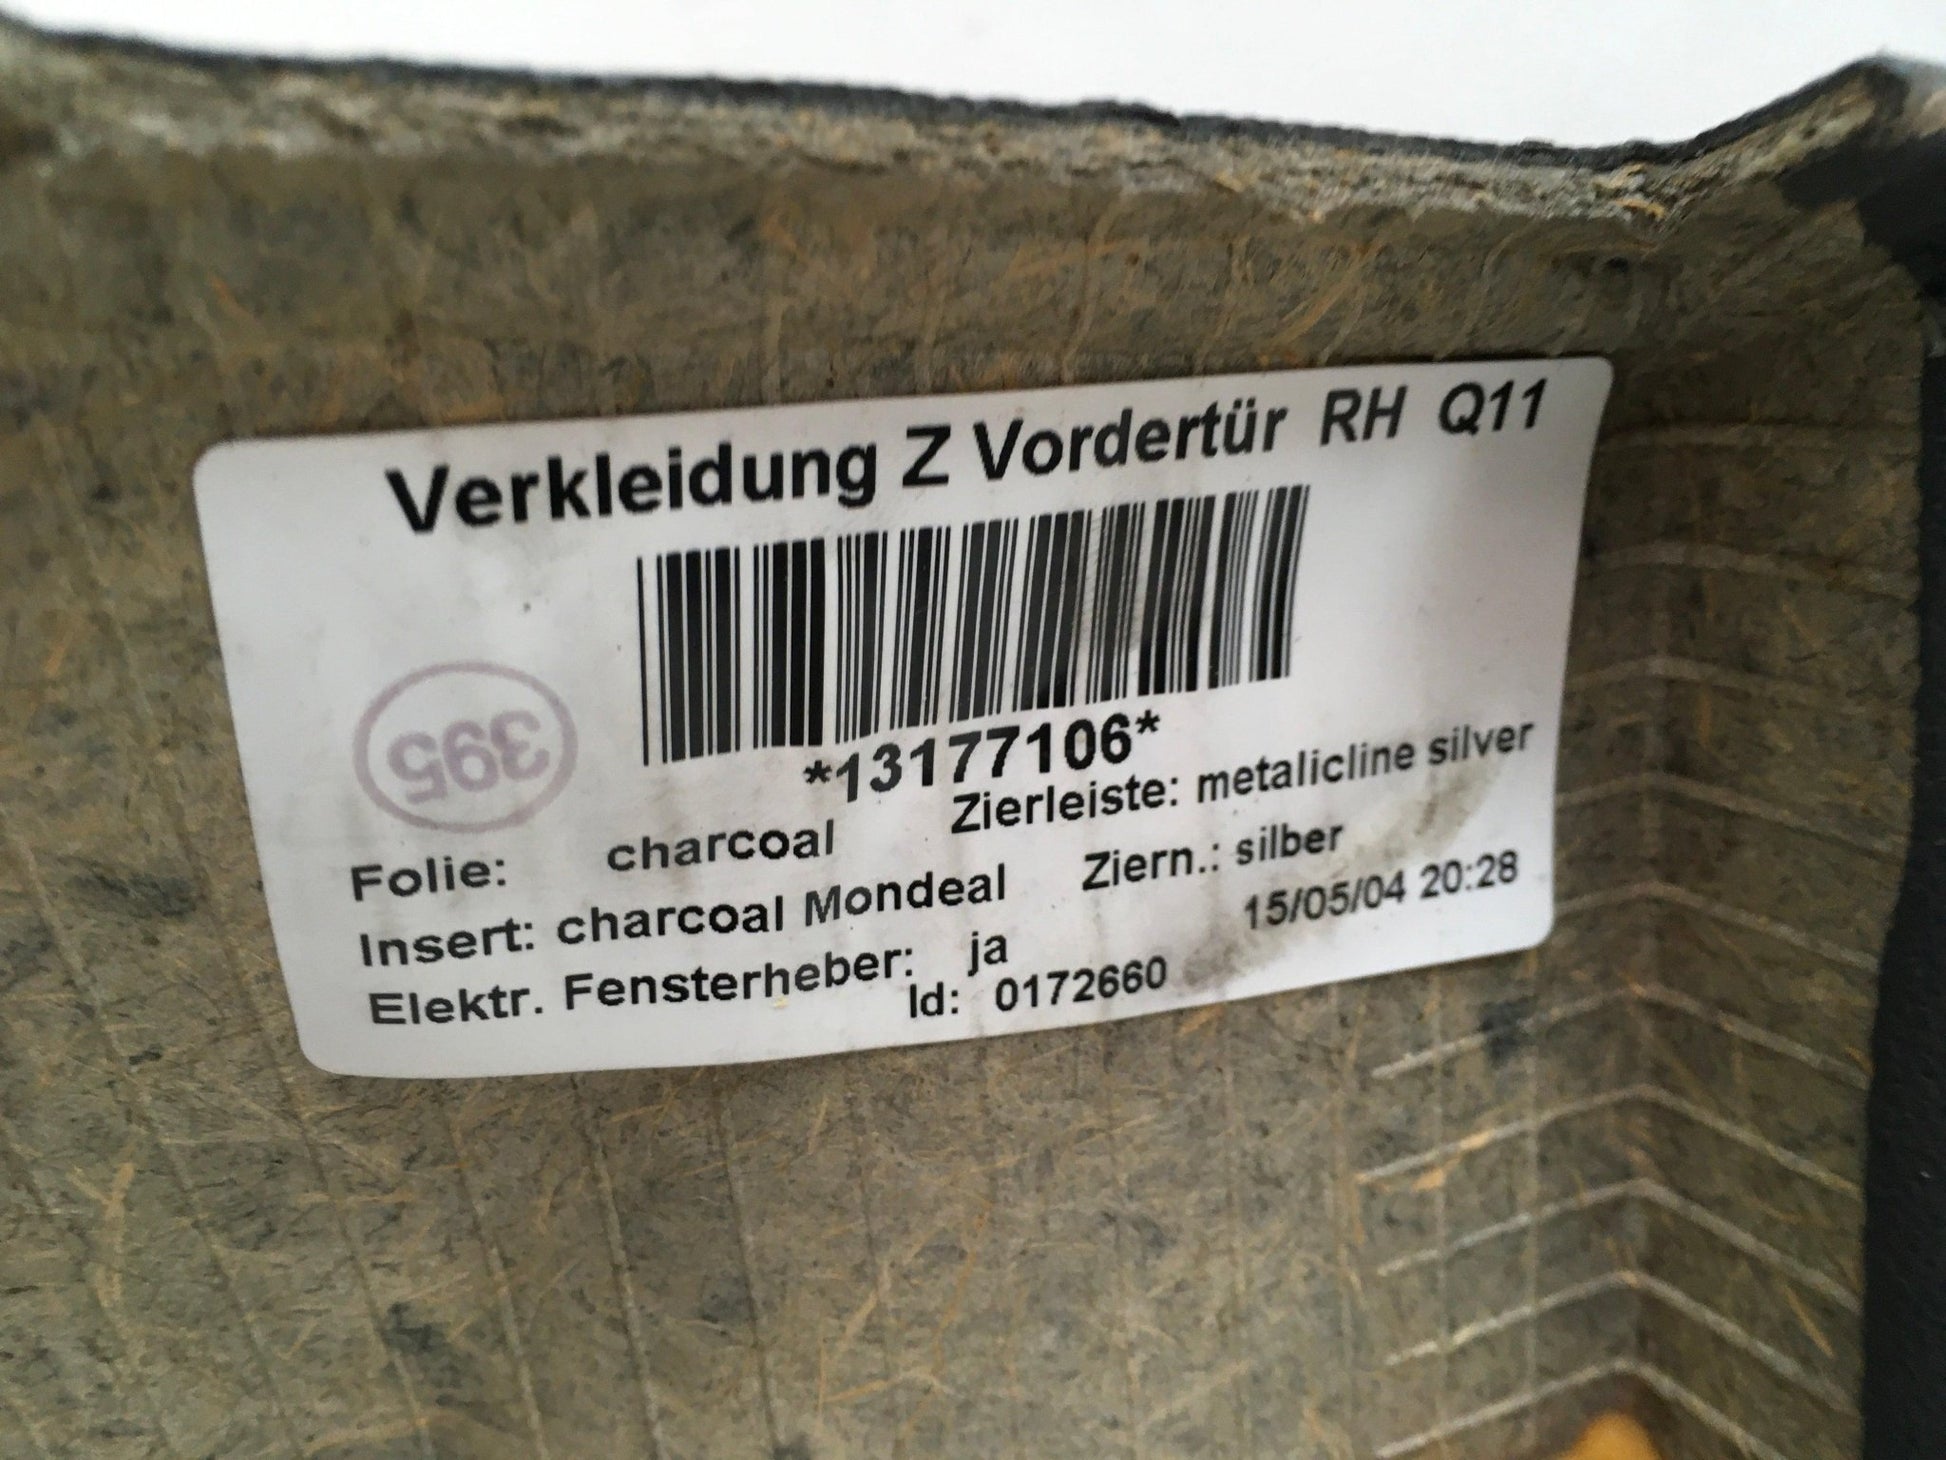 Verkleidung Z Vordertür RH Q11
*13177106*
395
Folie: charcoal Zierleiste: metalicline silver
Insert: charcoal Mondeal Ziern.: silber
Elektr. Fensterheber: ja 15/05/04 20:28
Id: 0172660